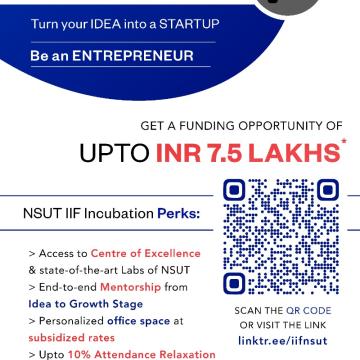 Turn your IDEA into a STARTUP
Be an ENTREPRENEUR
GET A FUNDING OPPORTUNITY OF
UPTO INR 7.5 LAKHS*
NSUT IIF Incubation Perks:
> Access to Centre of Excellence
& state-of-the-art Labs of NSUT
> End-to-end Mentorship from
Idea to Growth Stage
> Personalized office space at
subsidized rates
> Upto 10% Attendance Relaxation
SCAN THE QR CODE
OR VISIT THE LINK
linktr.ee/iifnsut